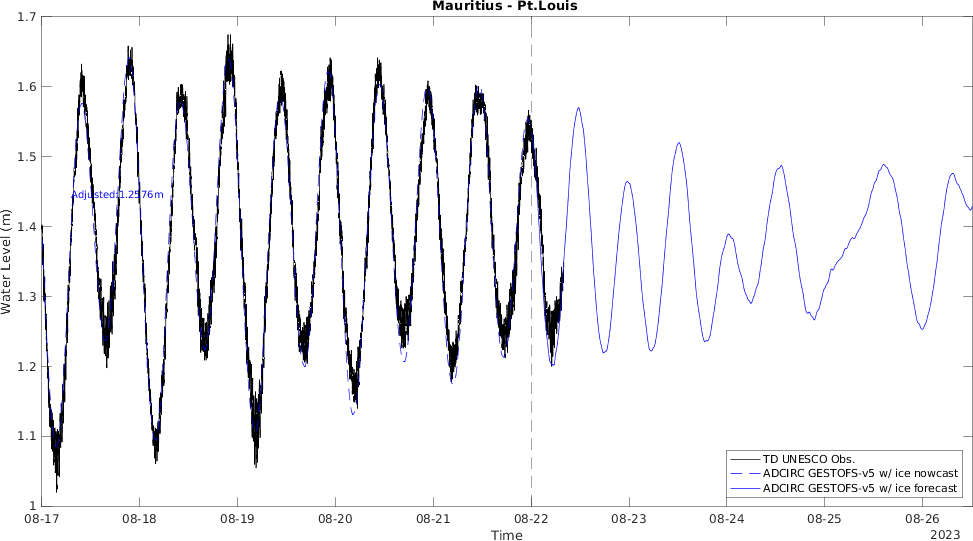 Mauritius - Pt.Louis
1.7
1.6
1.5
1.4
1.3
1.2
1.1
1
Water Level (m)
Adjusted:1.2576m
TD UNESCO Obs.
ADCIRC GESTOFS-v5 w/ ice nowcast
ADCIRC GESTOFS-v5 w/ ice forecast
08-17 08-18 08-19 08-20 08-21 08-22 08-23 08-24 08-25 08-26
Time
2023